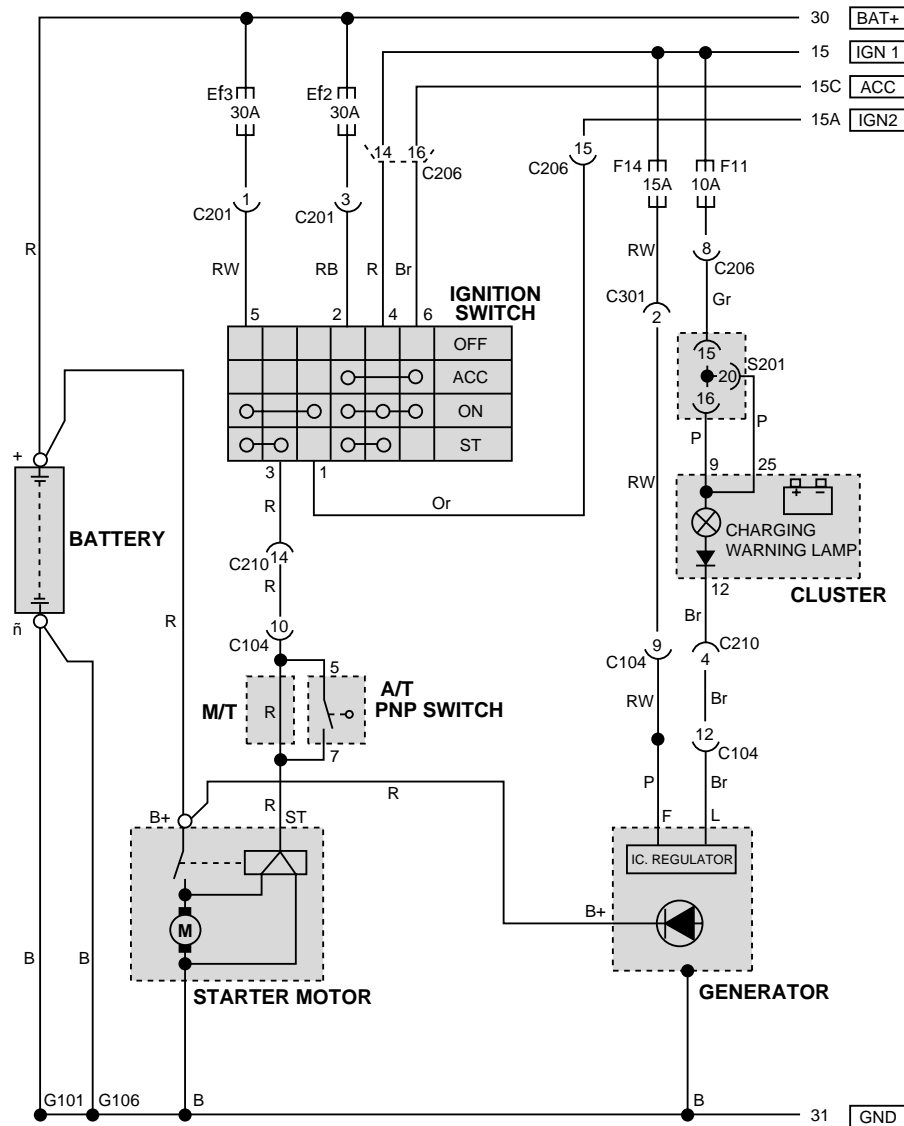 30 BAT+
15 IGN 1
15C ACC
15A IGN2
Ef3
30A
Ef2
30A
14 16
C206
15
C206
F14
15A
F11
10A
1
C201
3
C201
R
RW
RB
R
Br
RW
8
C206
Gr
C301
2
IGNITION
SWITCH
5 2 4 6
OFF
ACC
ON
ST
3 1
15
20
S201
16
P
P
9 25
+
BATTERY
ñ
R
Or
RW
+ −
CHARGING
WARNING LAMP
CLUSTER
12
C210
14
R
R
10
C104
Br
C210
4
9
C104
RW
Br
12
C104
M/T
R
5
A/T
PNP SWITCH
7
R
R
ST
B+
P
Br
F L
IC. REGULATOR
B+
M
STARTER MOTOR
GENERATOR
B
B
G101
G106
B
B
31 GND